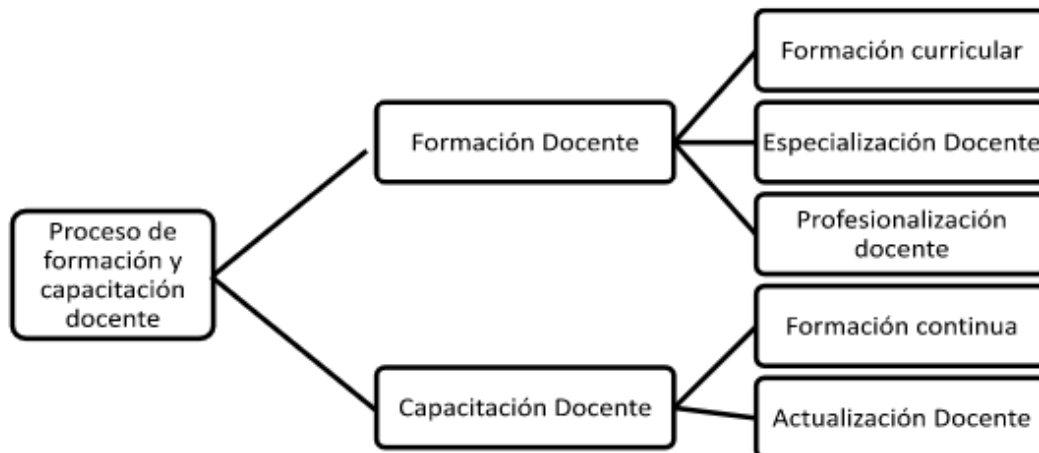 Proceso de
formación y
capacitación
docente
Formación Docente
Formación curricular
Especialización Docente
Profesionalización
docente
Capacitación Docente
Formación continua
Actualización Docente